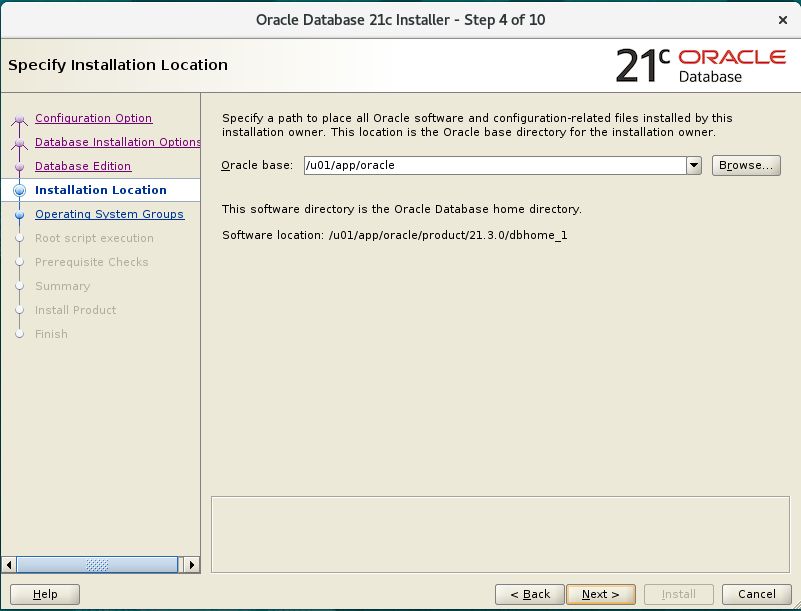 Oracle Database 21c Installer - Step 4 of 10
Specify Installation Location
21c ORACLE
Database
Configuration Option
Database Installation Options
Database Edition
Installation Location
Operating System Groups
Root script execution
Prerequisite Checks
Summary
Install Product
Finish
Specify a path to place all Oracle software and configuration-related files installed by this
installation owner. This location is the Oracle base directory for the installation owner.
Oracle base: /u01/app/oracle Browse...
This software directory is the Oracle Database home directory.
Software location: /u01/app/oracle/product/21.3.0/dbhome_1
Help < Back Next > Install Cancel